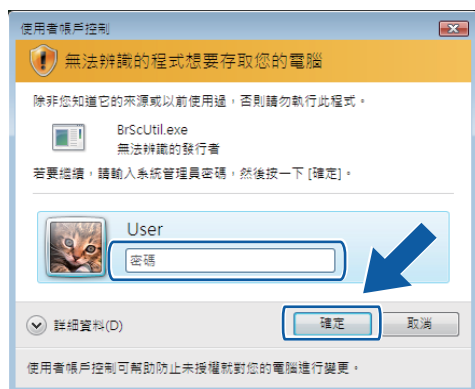 使用者帳戶控制
無法辨識的程式想要存取您的電腦
除非您知道它的來源或以前使用過，否則請勿執行此程式。
BrScUtil.exe
無法辨識的發行者
若要繼續，請輸入系統管理員密碼，然後按一下 [確定]。
User
密碼
詳細資料(D)
確定
取消
使用者帳戶控制可幫助防止未授權就對您的電腦進行變更。